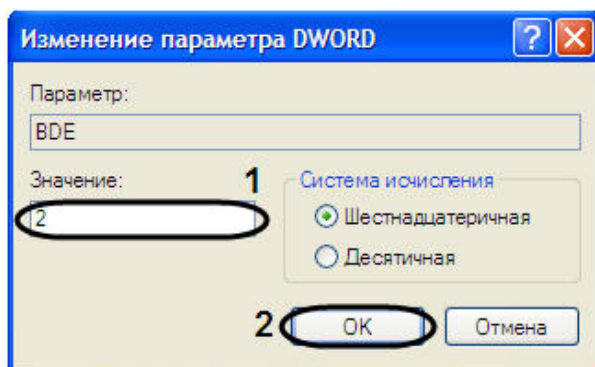 Изменение параметра DWORD
Параметр:
BDE
Значение:
1
2
Система исчисления
Шестнадцатеричная
Десятичная
2
OK
Отмена